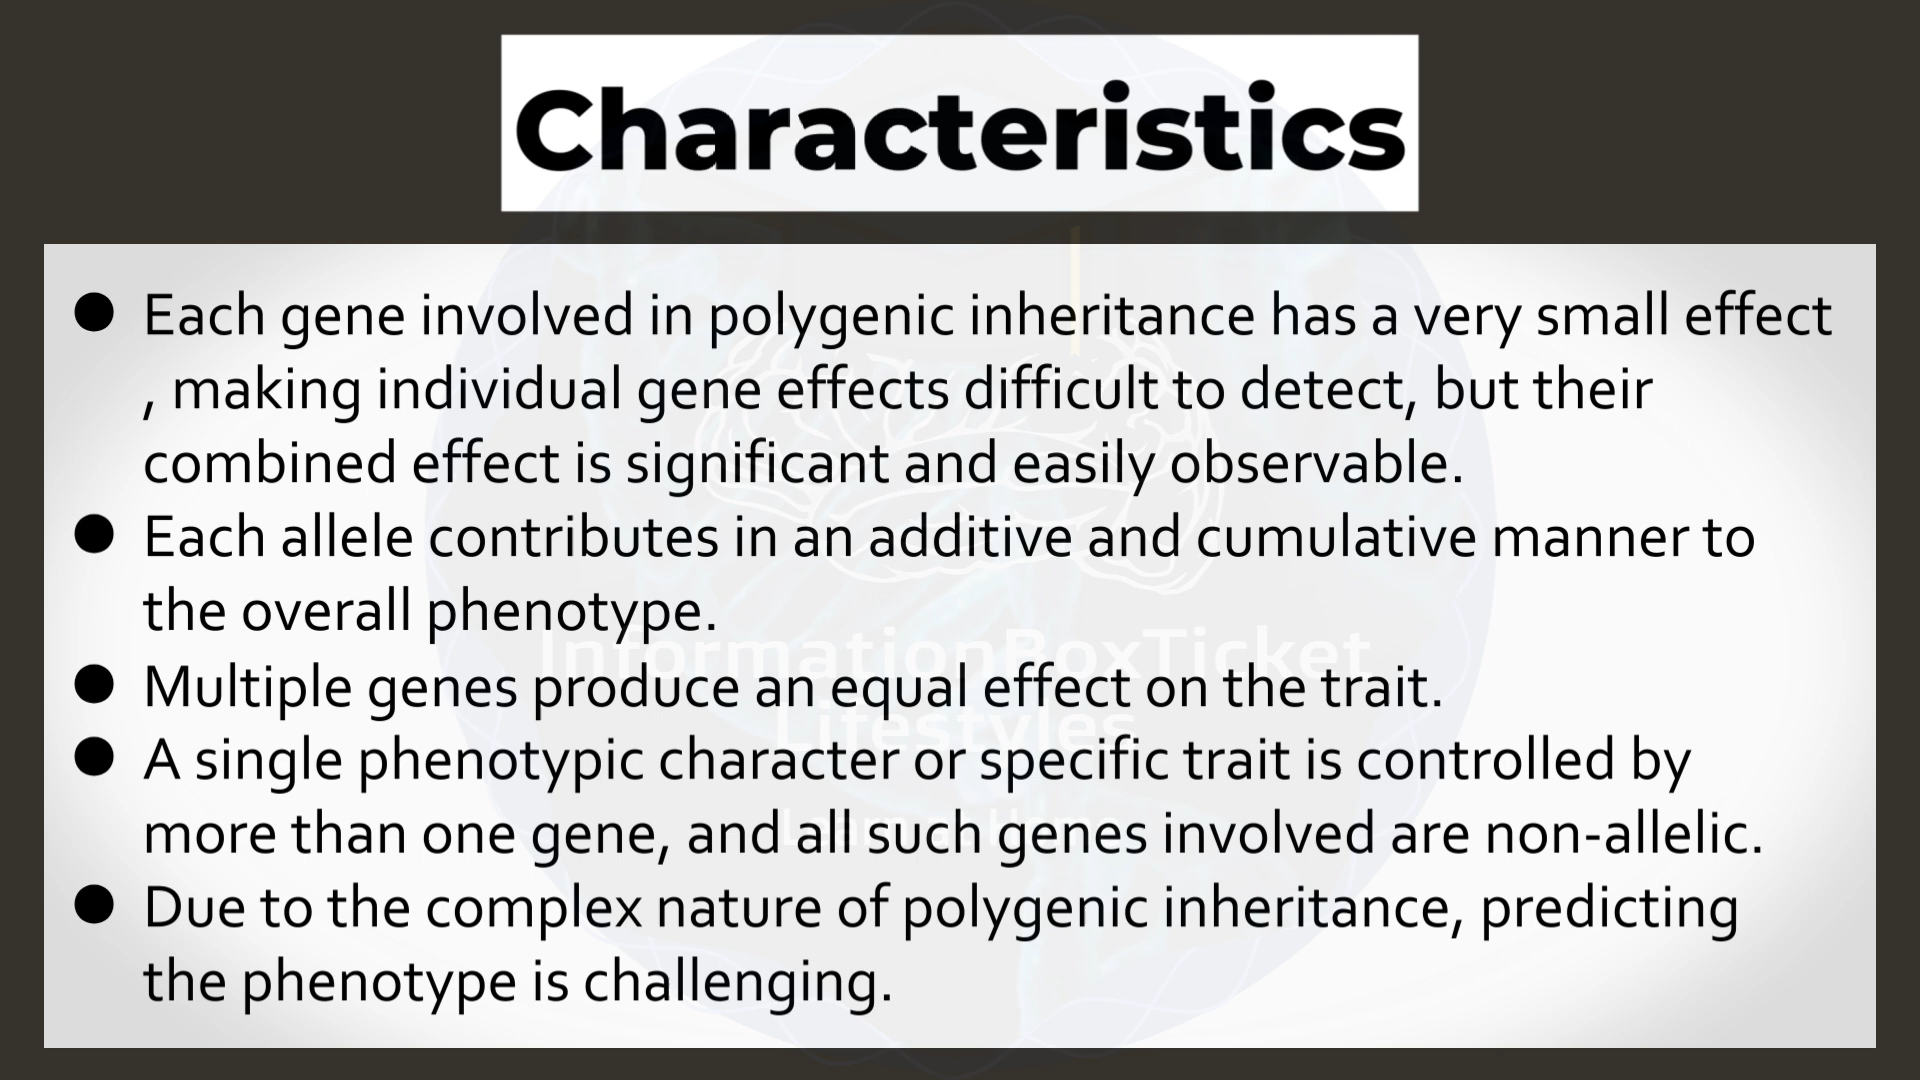 Characteristics
● Each gene involved in polygenic inheritance has a very small effect
, making individual gene effects difficult to detect, but their
combined effect is significant and easily observable.
● Each allele contributes in an additive and cumulative manner to
the overall phenotype.
InformationBoxTicket
● Multiple genes produce an equal effect on the trait.
Lifestyles
● A single phenotypic character or specific trait is controlled by
more than one gene, and all such genes involved are non-allelic.
Learn at Home
● Due to the complex nature of polygenic inheritance, predicting
the phenotype is challenging.